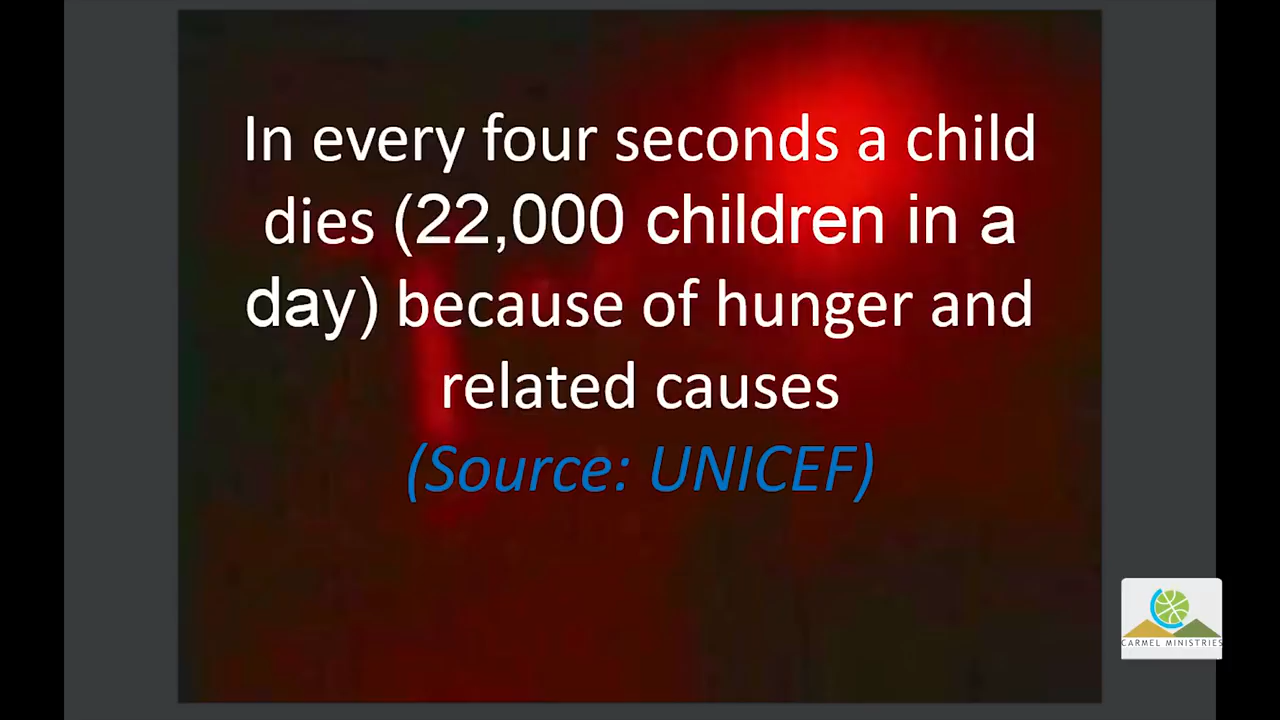 In every four seconds a child
dies (22,000 children in a
day) because of hunger and
related causes
(Source: UNICEF)
CARMEL MINISTRIES